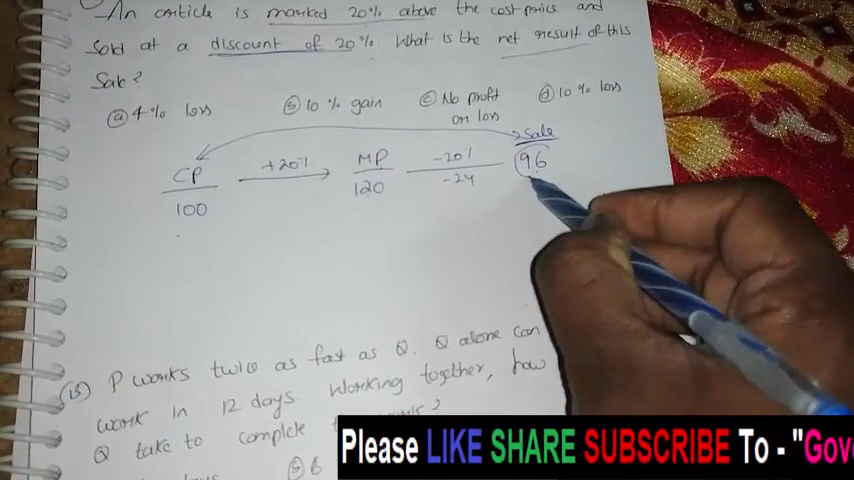 An article is marked 20% above the cost price and
sold at a discount of 20%. What is the net result of this
Sale?
(a) 4% loss (b) 10% gain (c) No profit or loss (d) 10% loss
Sale
CP +20% MP -20% 96
100 120 -24
(15) P works twice as fast as Q. Q alone can
work in 12 days. Working together, how
Q take to complete
(b) 6
Please LIKE SHARE SUBSCRIBE To - "Gov